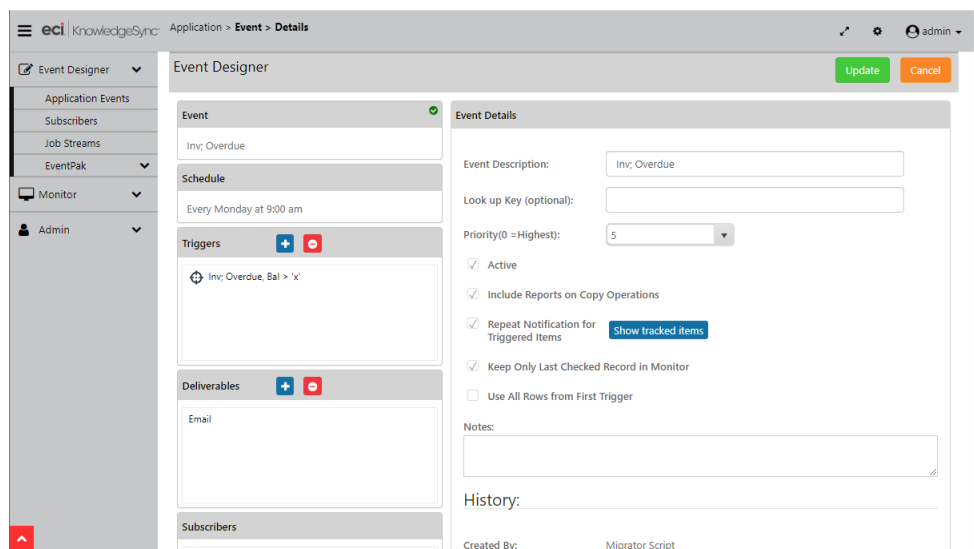 eci KnowledgeSync Application > Event > Details admin
Event Designer
Application Events
Subscribers
Job Streams
EventPak
Monitor
Admin
Event Designer
Update Cancel
Event
Inv; Overdue
Schedule
Every Monday at 9:00 am
Triggers
Inv; Overdue, Bal > 'x'
Deliverables
Email
Subscribers
Event Details
Event Description: Inv; Overdue
Look up Key (optional):
Priority(0 =Highest): 5
Active
Include Reports on Copy Operations
Repeat Notification for
Triggered Items
Show tracked items
Keep Only Last Checked Record in Monitor
Use All Rows from First Trigger
Notes:
History:
Created By: Migrator Script